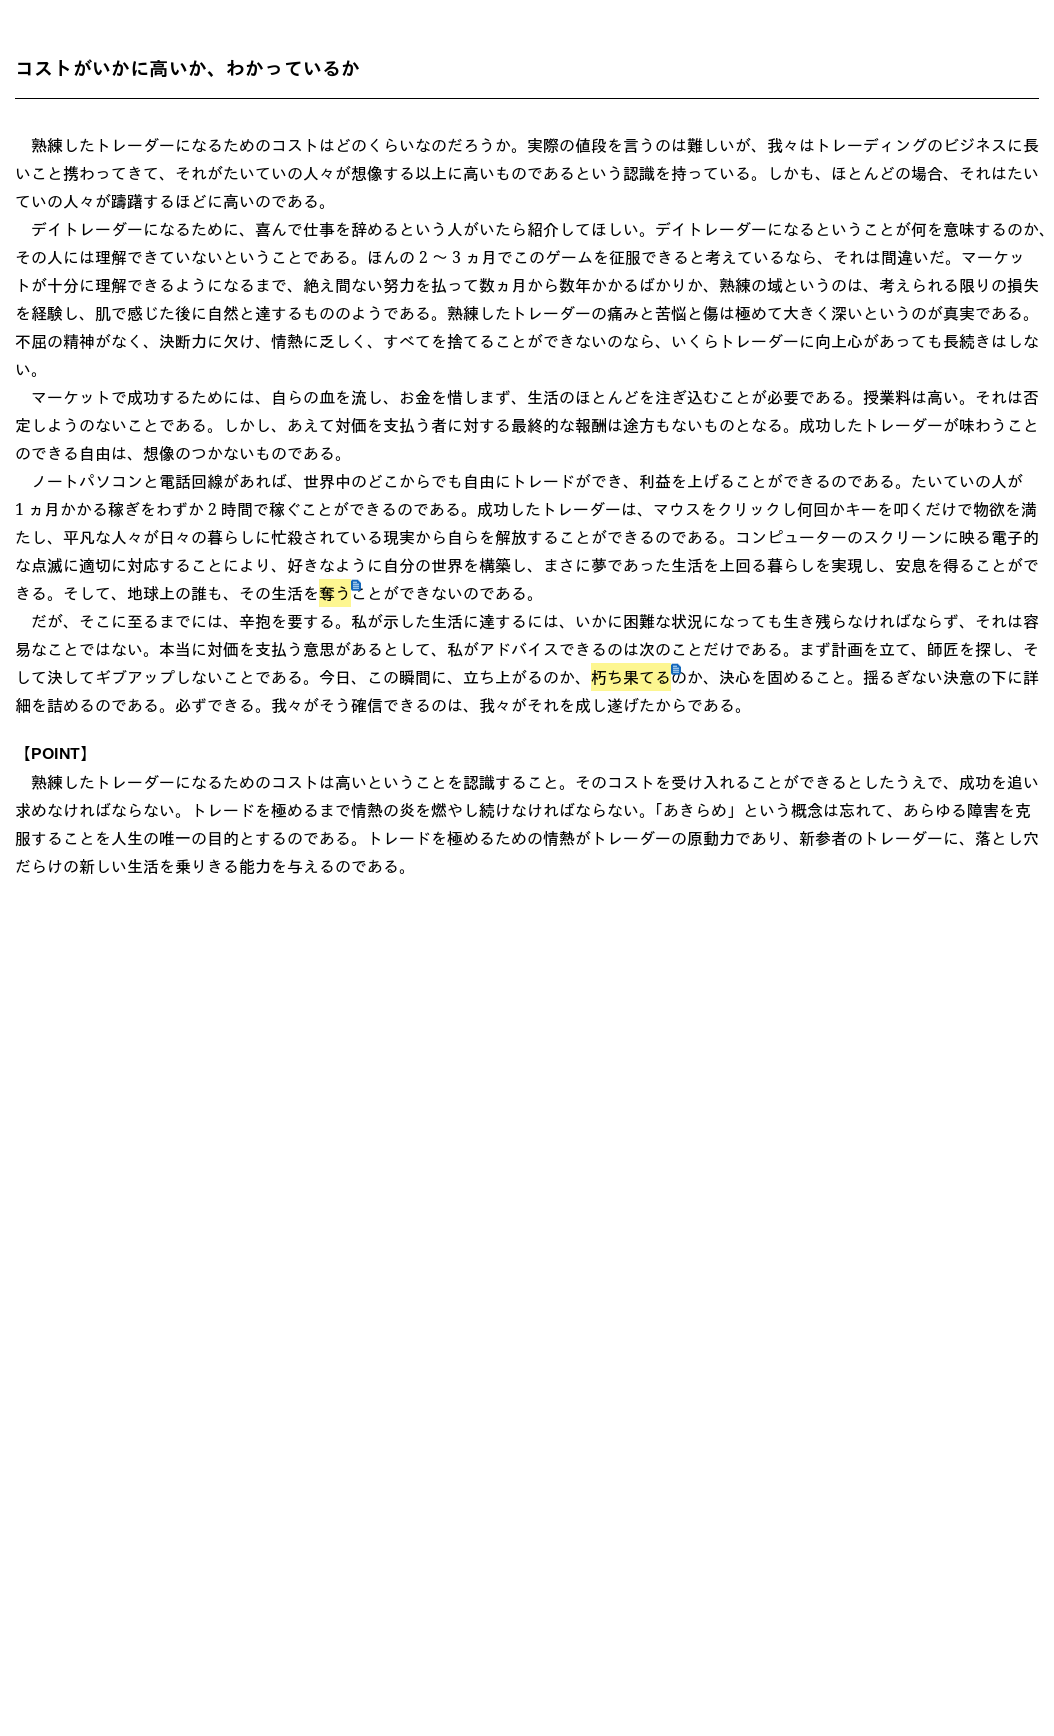 コストがいかに高いか、わかっているか
　熟練したトレーダーになるためのコストはどのくらいなのだろうか。実際の値段を言うのは難しいが、我々はトレーディングのビジネスに長
いこと携わってきて、それがたいていの人々が想像する以上に高いものであるという認識を持っている。しかも、ほとんどの場合、それはたい
ていの人々が躊躇するほどに高いのである。
　デイトレーダーになるために、喜んで仕事を辞めるという人がいたら紹介してほしい。デイトレーダーになるということが何を意味するのか、
その人には理解できていないということである。ほんの２〜３ヵ月でこのゲームを征服できると考えているなら、それは間違いだ。マーケッ
トが十分に理解できるようになるまで、絶え間ない努力を払って数ヵ月から数年かかるばかりか、熟練の域というのは、考えられる限りの損失
を経験し、肌で感じた後に自然と達するもののようである。熟練したトレーダーの痛みと苦悩と傷は極めて大きく深いというのが真実である。
不屈の精神がなく、決断力に欠け、情熱に乏しく、すべてを捨てることができないのなら、いくらトレーダーに向上心があっても長続きはしな
い。
　マーケットで成功するためには、自らの血を流し、お金を惜しまず、生活のほとんどを注ぎ込むことが必要である。授業料は高い。それは否
定しようのないことである。しかし、あえて対価を支払う者に対する最終的な報酬は途方もないものとなる。成功したトレーダーが味わうこと
のできる自由は、想像のつかないものである。
　ノートパソコンと電話回線があれば、世界中のどこからでも自由にトレードができ、利益を上げることができるのである。たいていの人が
１ヵ月かかる稼ぎをわずか２時間で稼ぐことができるのである。成功したトレーダーは、マウスをクリックし何回かキーを叩くだけで物欲を満
たし、平凡な人々が日々の暮らしに忙殺されている現実から自らを解放することができるのである。コンピューターのスクリーンに映る電子的
な点滅に適切に対応することにより、好きなように自分の世界を構築し、まさに夢であった生活を上回る暮らしを実現し、安息を得ることがで
きる。そして、地球上の誰も、その生活を奪うことができないのである。
　だが、そこに至るまでには、辛抱を要する。私が示した生活に達するには、いかに困難な状況になっても生き残らなければならず、それは容
易なことではない。本当に対価を支払う意思があるとして、私がアドバイスできるのは次のことだけである。まず計画を立て、師匠を探し、そ
して決してギブアップしないことである。今日、この瞬間に、立ち上がるのか、朽ち果てるのか、決心を固めること。揺るぎない決意の下に詳
細を詰めるのである。必ずできる。我々がそう確信できるのは、我々がそれを成し遂げたからである。
【POINT】
　熟練したトレーダーになるためのコストは高いということを認識すること。そのコストを受け入れることができるとしたうえで、成功を追い
求めなければならない。トレードを極めるまで情熱の炎を燃やし続けなければならない。「あきらめ」という概念は忘れて、あらゆる障害を克
服することを人生の唯一の目的とするのである。トレードを極めるための情熱がトレーダーの原動力であり、新参者のトレーダーに、落とし穴
だらけの新しい生活を乗りきる能力を与えるのである。